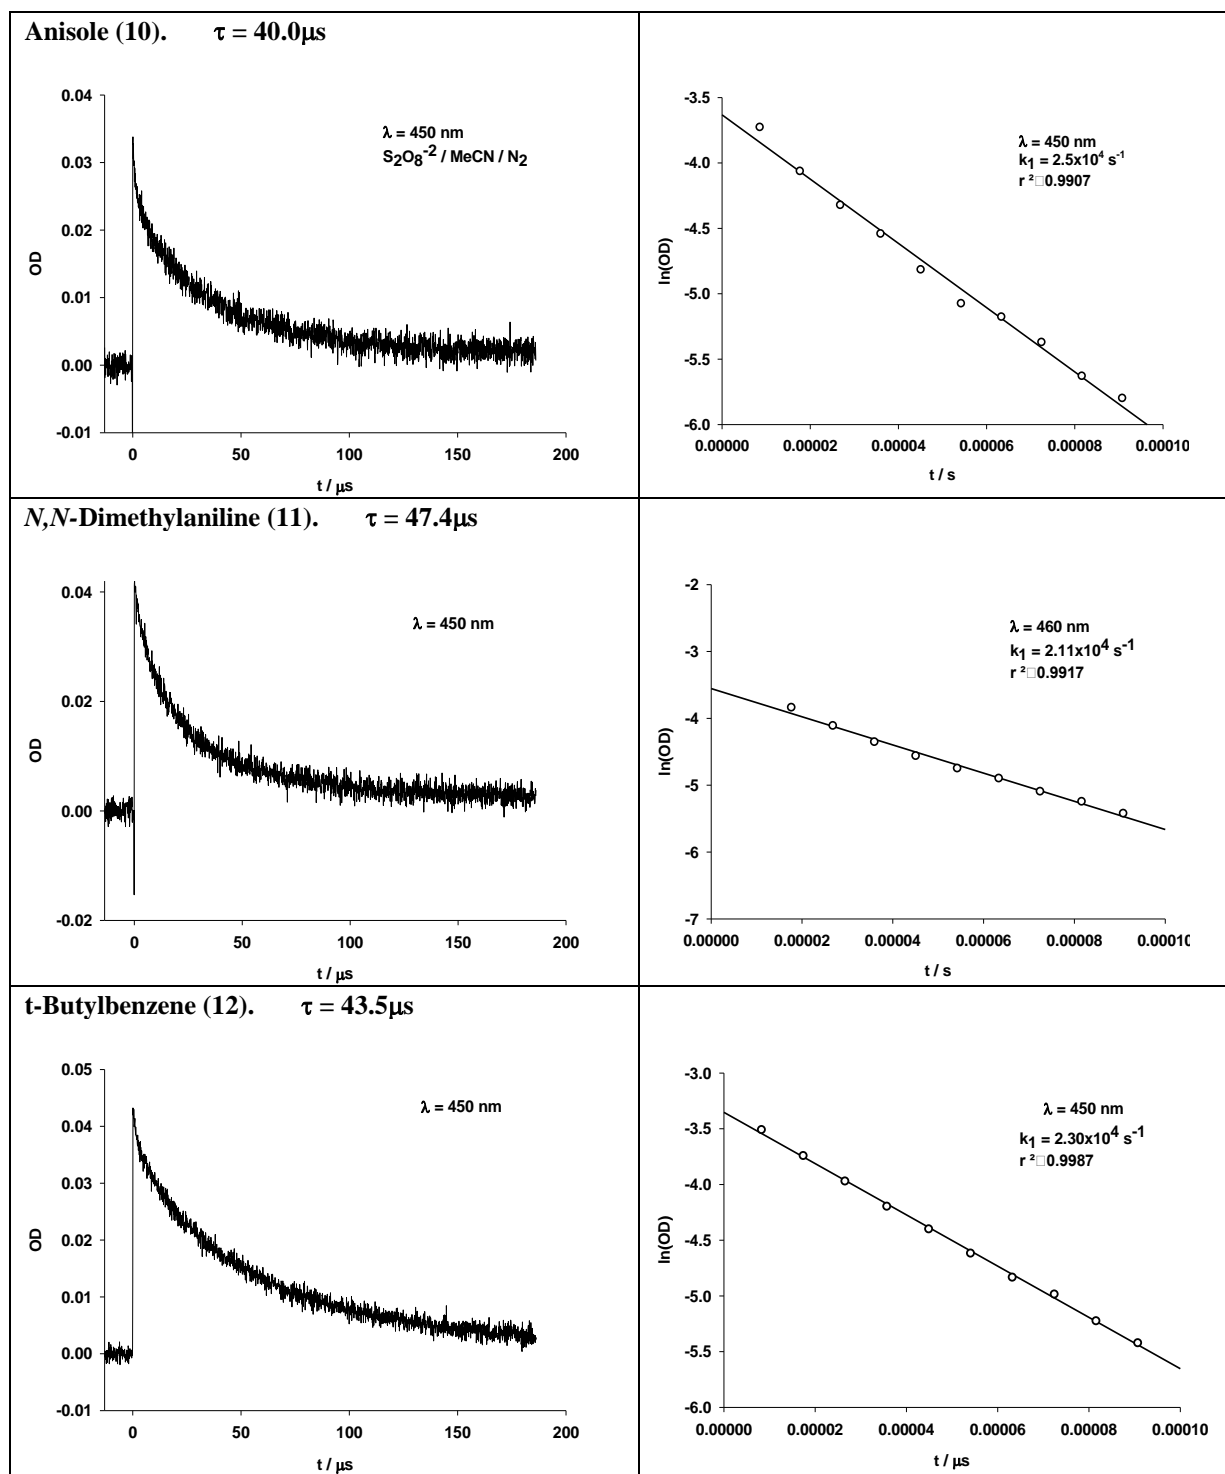 Anisole (10). τ = 40.0μs
0.04
0.03
0.02
0.01
0.00
-0.01
OD
λ = 450 nm
S2O8-2 / MeCN / N2
0 50 100 150 200
t / μs
-3.5
-4.0
-4.5
-5.0
-5.5
-6.0
ln(OD)
λ = 450 nm
k1 = 2.5x10⁴ s⁻¹
r ²□0.9907
0.00000 0.00002 0.00004 0.00006 0.00008 0.00010
t / s
N,N-Dimethylaniline (11). τ = 47.4μs
0.04
0.02
0.00
-0.02
OD
λ = 450 nm
0 50 100 150 200
t / μs
-2
-3
-4
-5
-6
-7
ln(OD)
λ = 460 nm
k1 = 2.11x10⁴ s⁻¹
r ²□0.9917
0.00000 0.00002 0.00004 0.00006 0.00008 0.00010
t / s
t-Butylbenzene (12). τ = 43.5μs
0.05
0.04
0.03
0.02
0.01
0.00
-0.01
OD
λ = 450 nm
0 50 100 150 200
t / μs
-3.0
-3.5
-4.0
-4.5
-5.0
-5.5
-6.0
ln(OD)
λ = 450 nm
k1 = 2.30x10⁴ s⁻¹
r ²□0.9987
0.00000 0.00002 0.00004 0.00006 0.00008 0.00010
t / μs